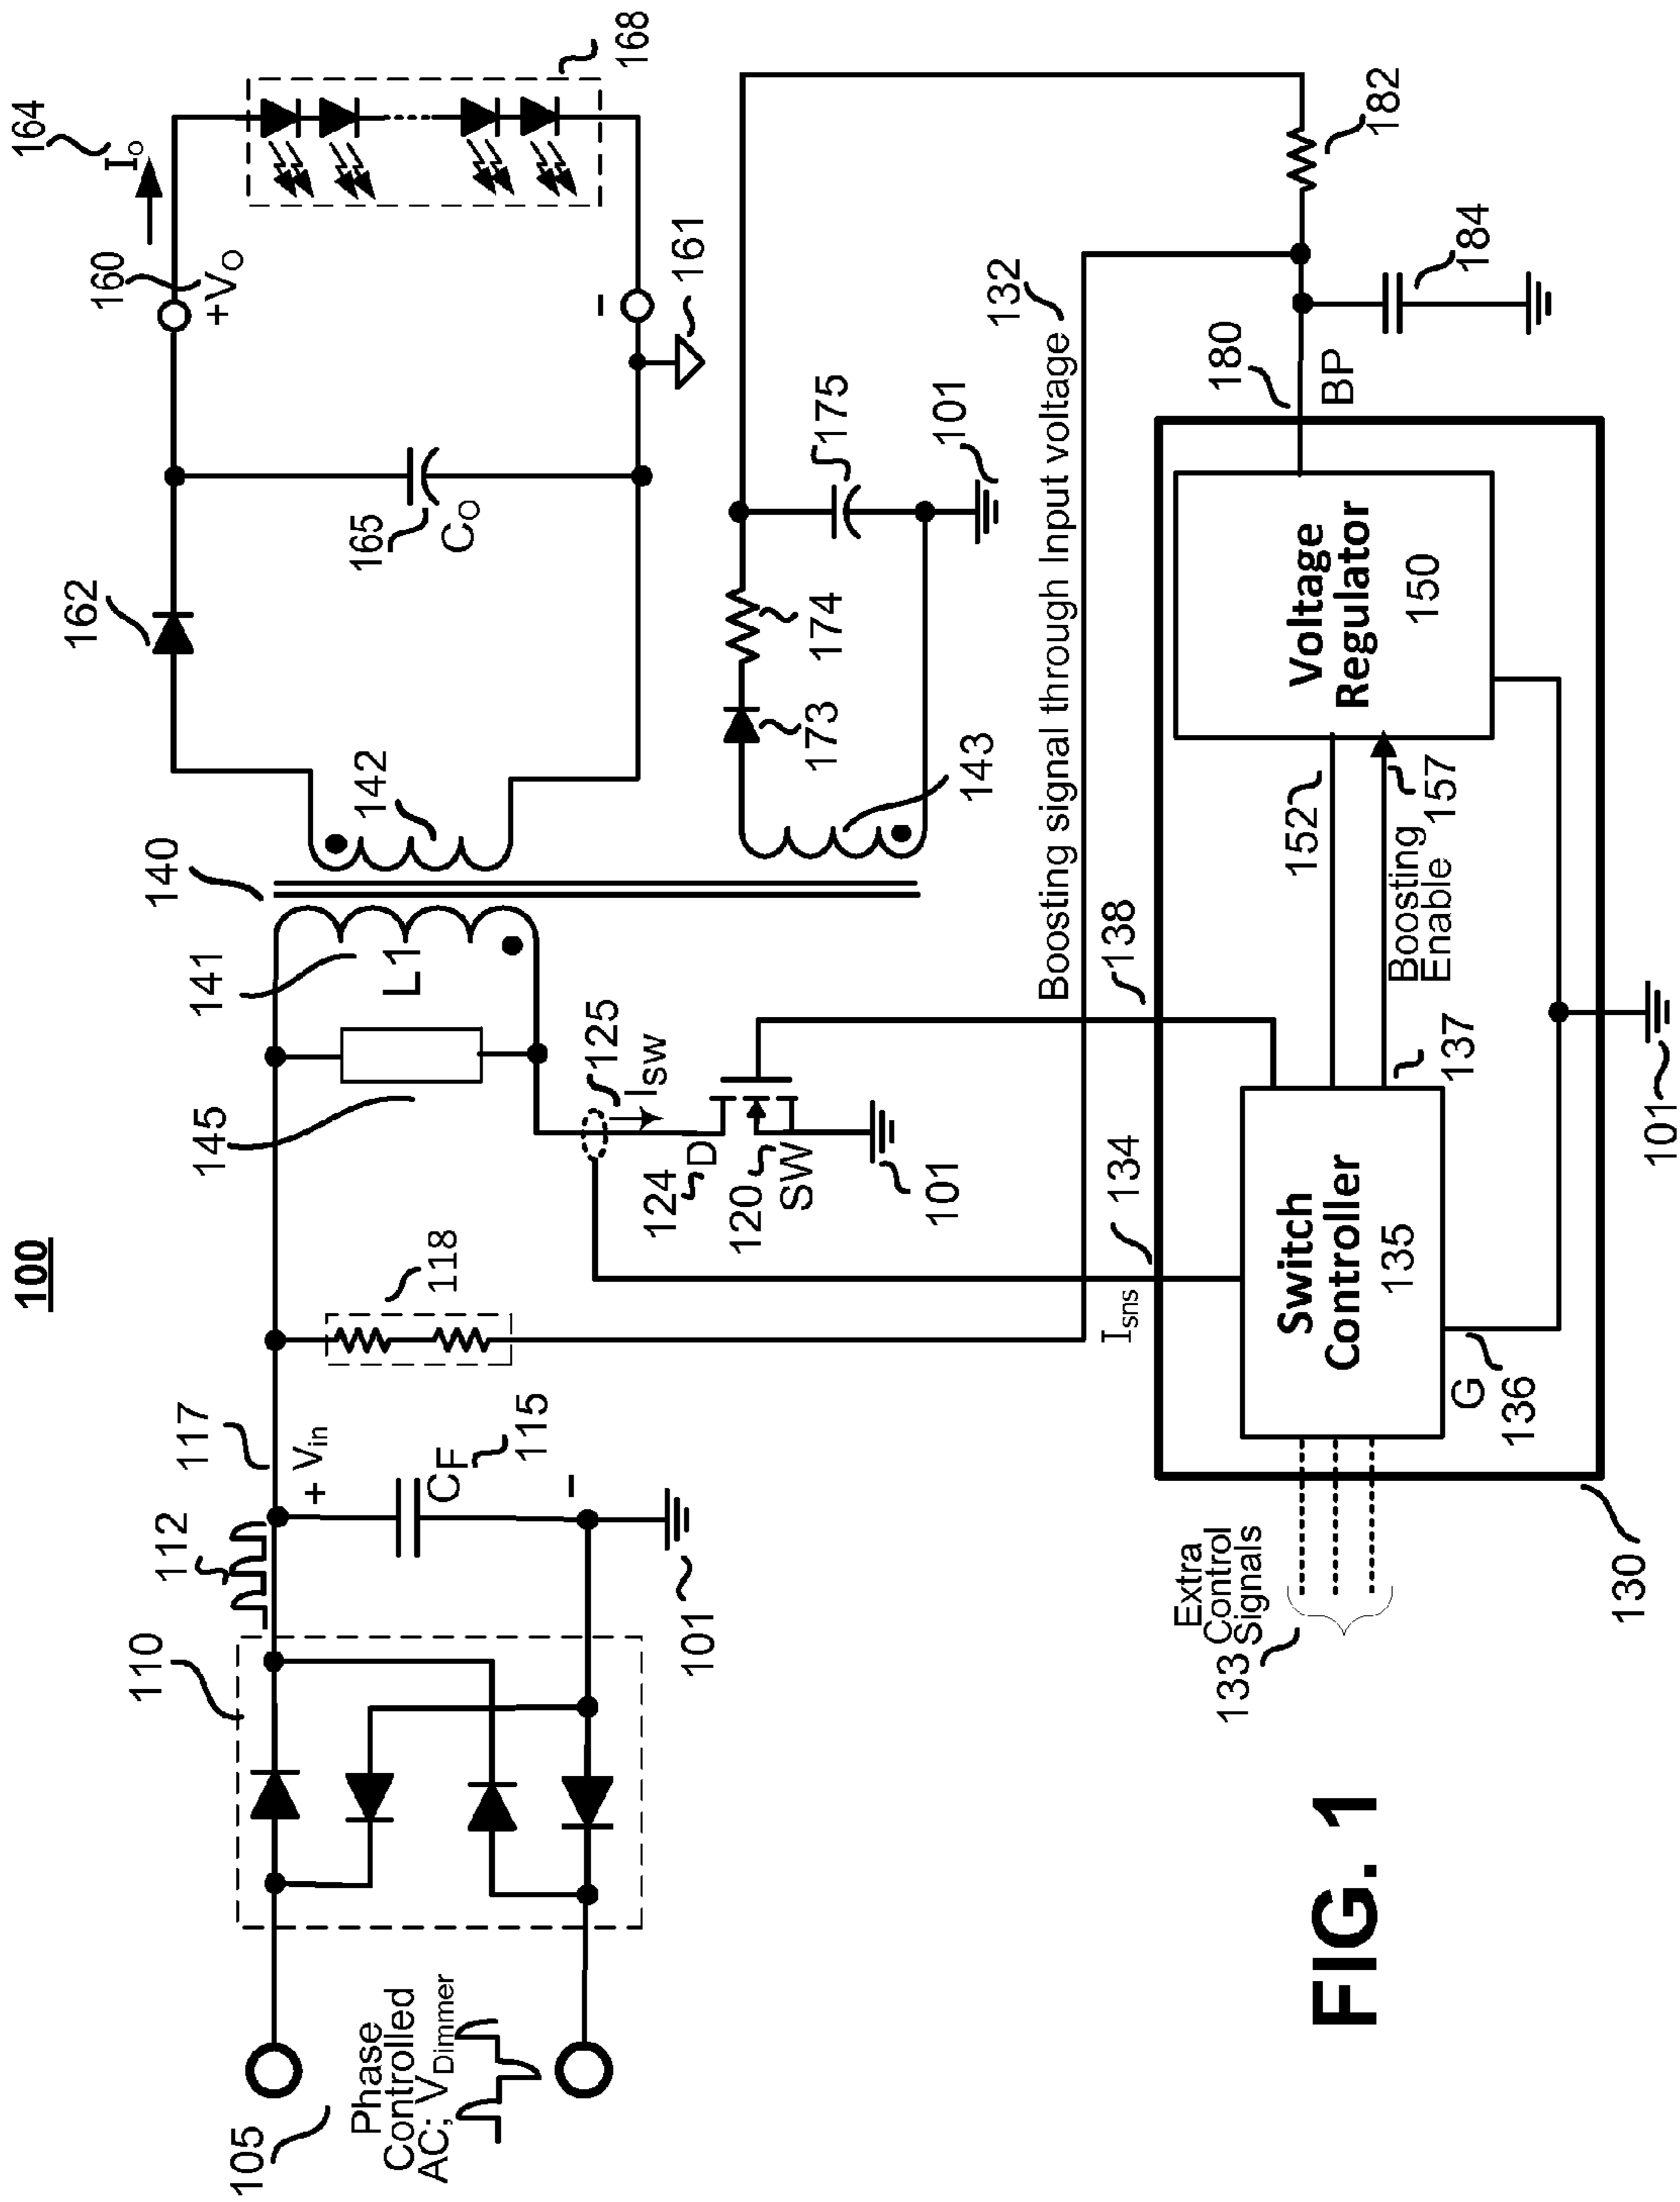 100
105
Phase
Controlled
AC; VDimmer
110
112
117
+ Vin
CF
115
−
101
118
145
141
L1
140
142
125
ISW
124
D
120
SW
101
162
165
CO
160
+VO
164
IO
168
−
161
143
173
174
175
101
Boosting signal through Input voltage
132
182
184
180
BP
138
134
Isns
Extra
Control
Signals
133
Switch
Controller
135
G
136
137
Boosting
Enable
157
152
Voltage
Regulator
150
101
130
FIG. 1